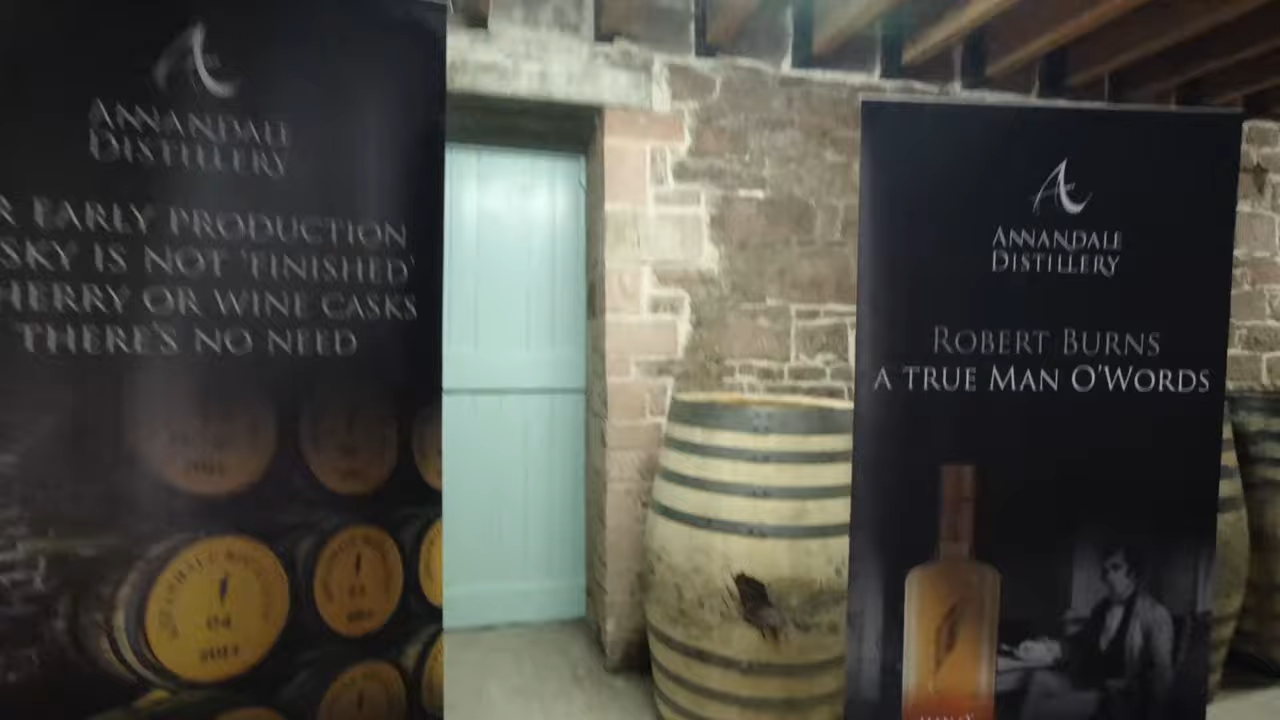 ANNANDALE
DISTILLERY
R EARLY PRODUCTION
SKY IS NOT 'FINISHED'
HERRY OR WINE CASKS
THERE'S NO NEED
04
ANNANDALE
DISTILLERY
ROBERT BURNS
A TRUE MAN O'WORDS